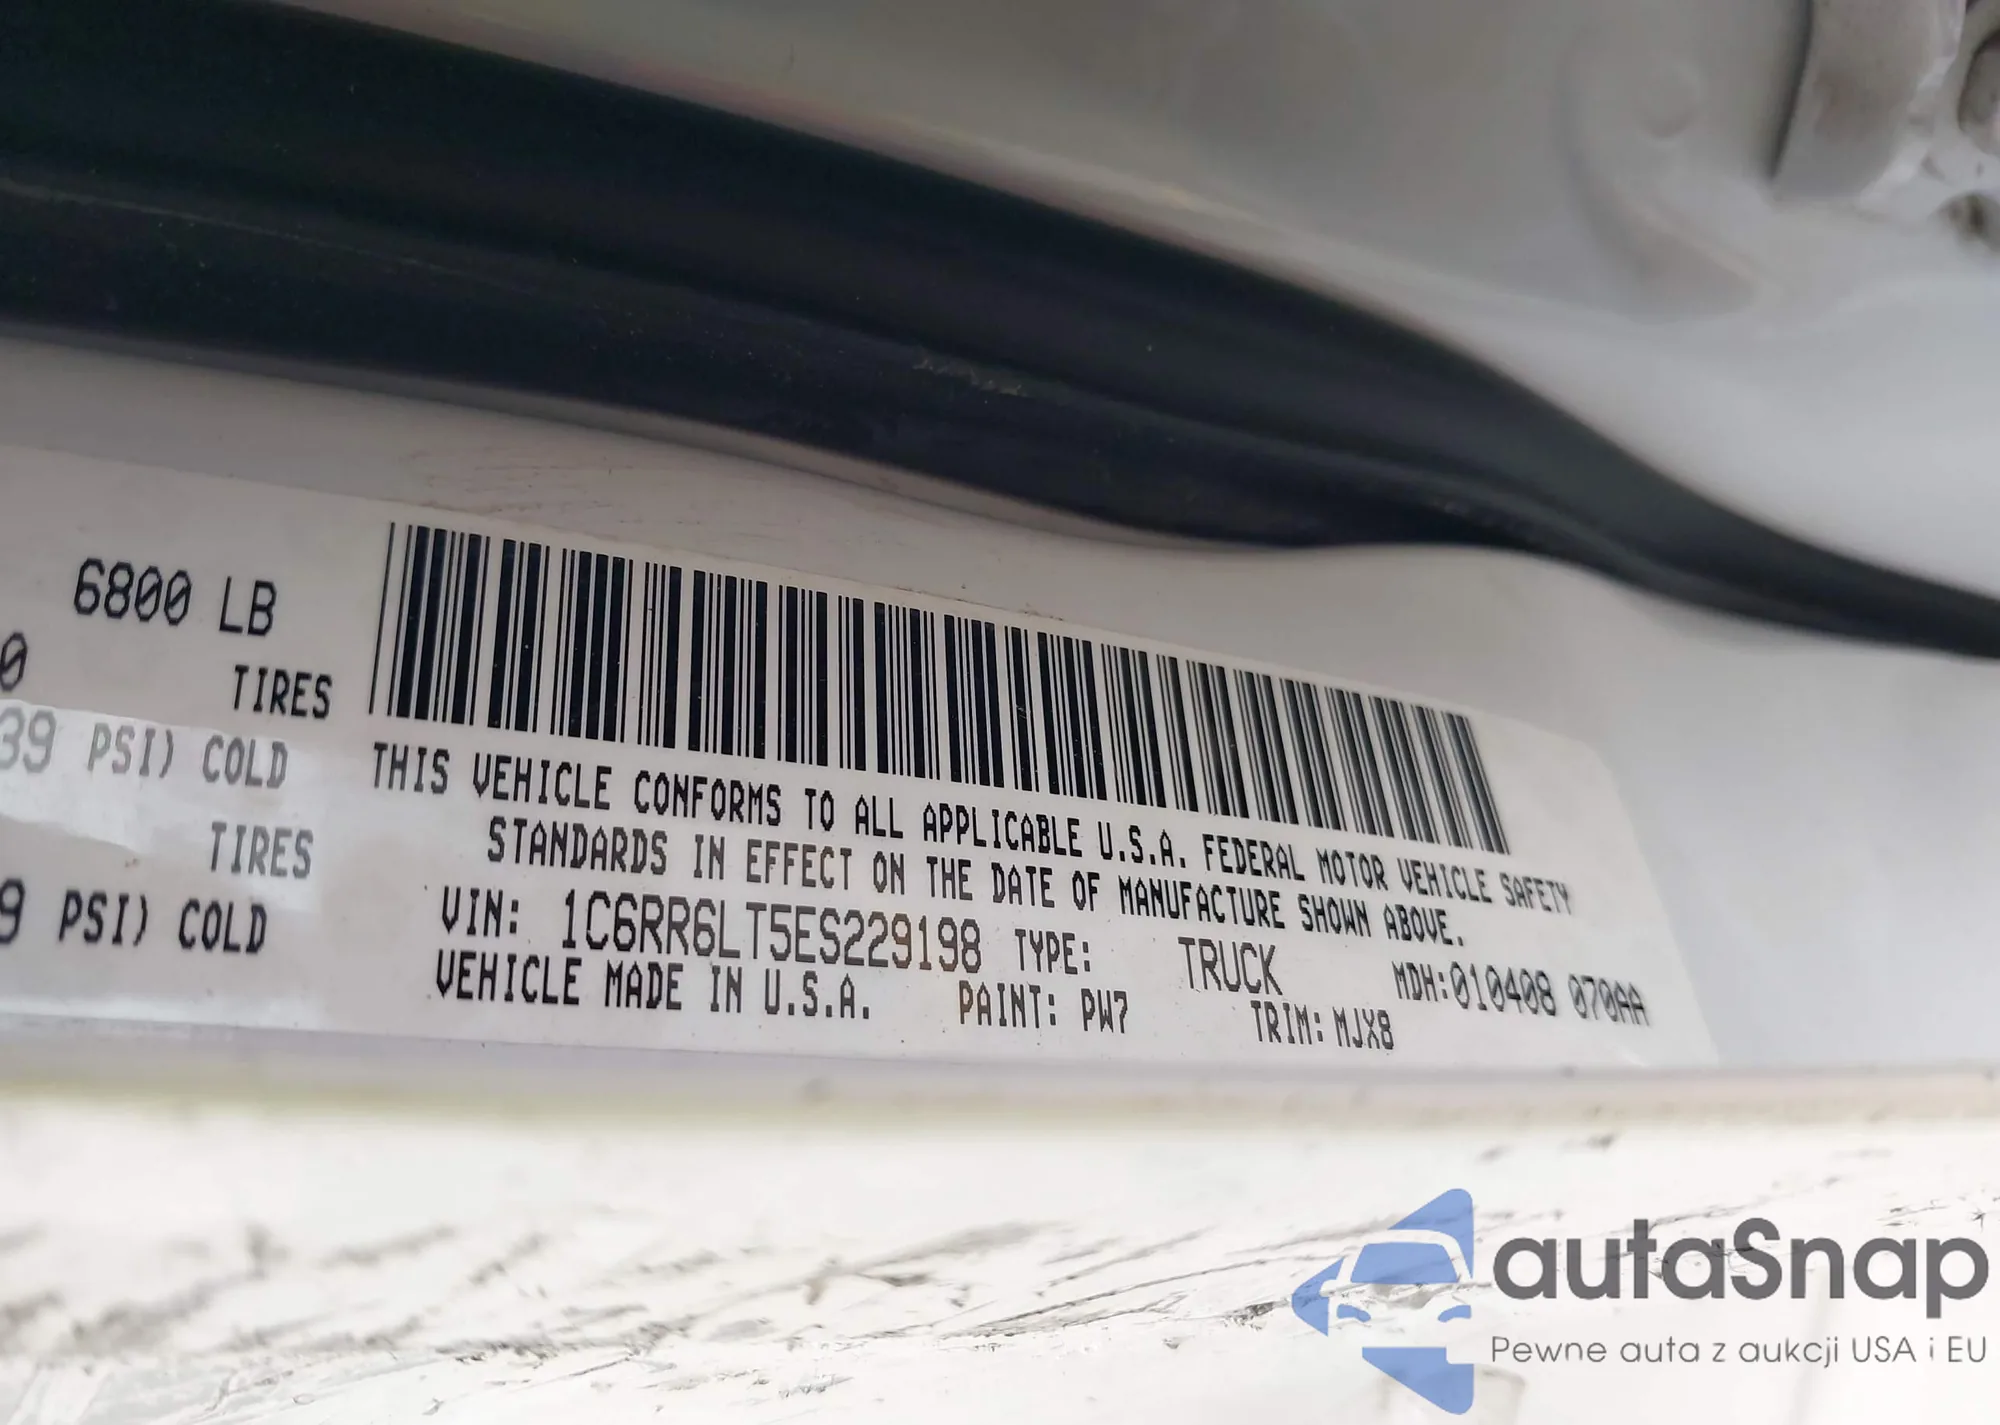 6800 LB
0
TIRES
39 PSI) COLD
TIRES
9 PSI) COLD
THIS VEHICLE CONFORMS TO ALL APPLICABLE U.S.A. FEDERAL MOTOR VEHICLE SAFETY
STANDARDS IN EFFECT ON THE DATE OF MANUFACTURE SHOWN ABOVE.
VIN: 1C6RR6LT5ES229198 TYPE: TRUCK MDH:010408 070AA
VEHICLE MADE IN U.S.A. PAINT: PW7 TRIM: MJX8
autaSnap
Pewne auta z aukcji USA i EU